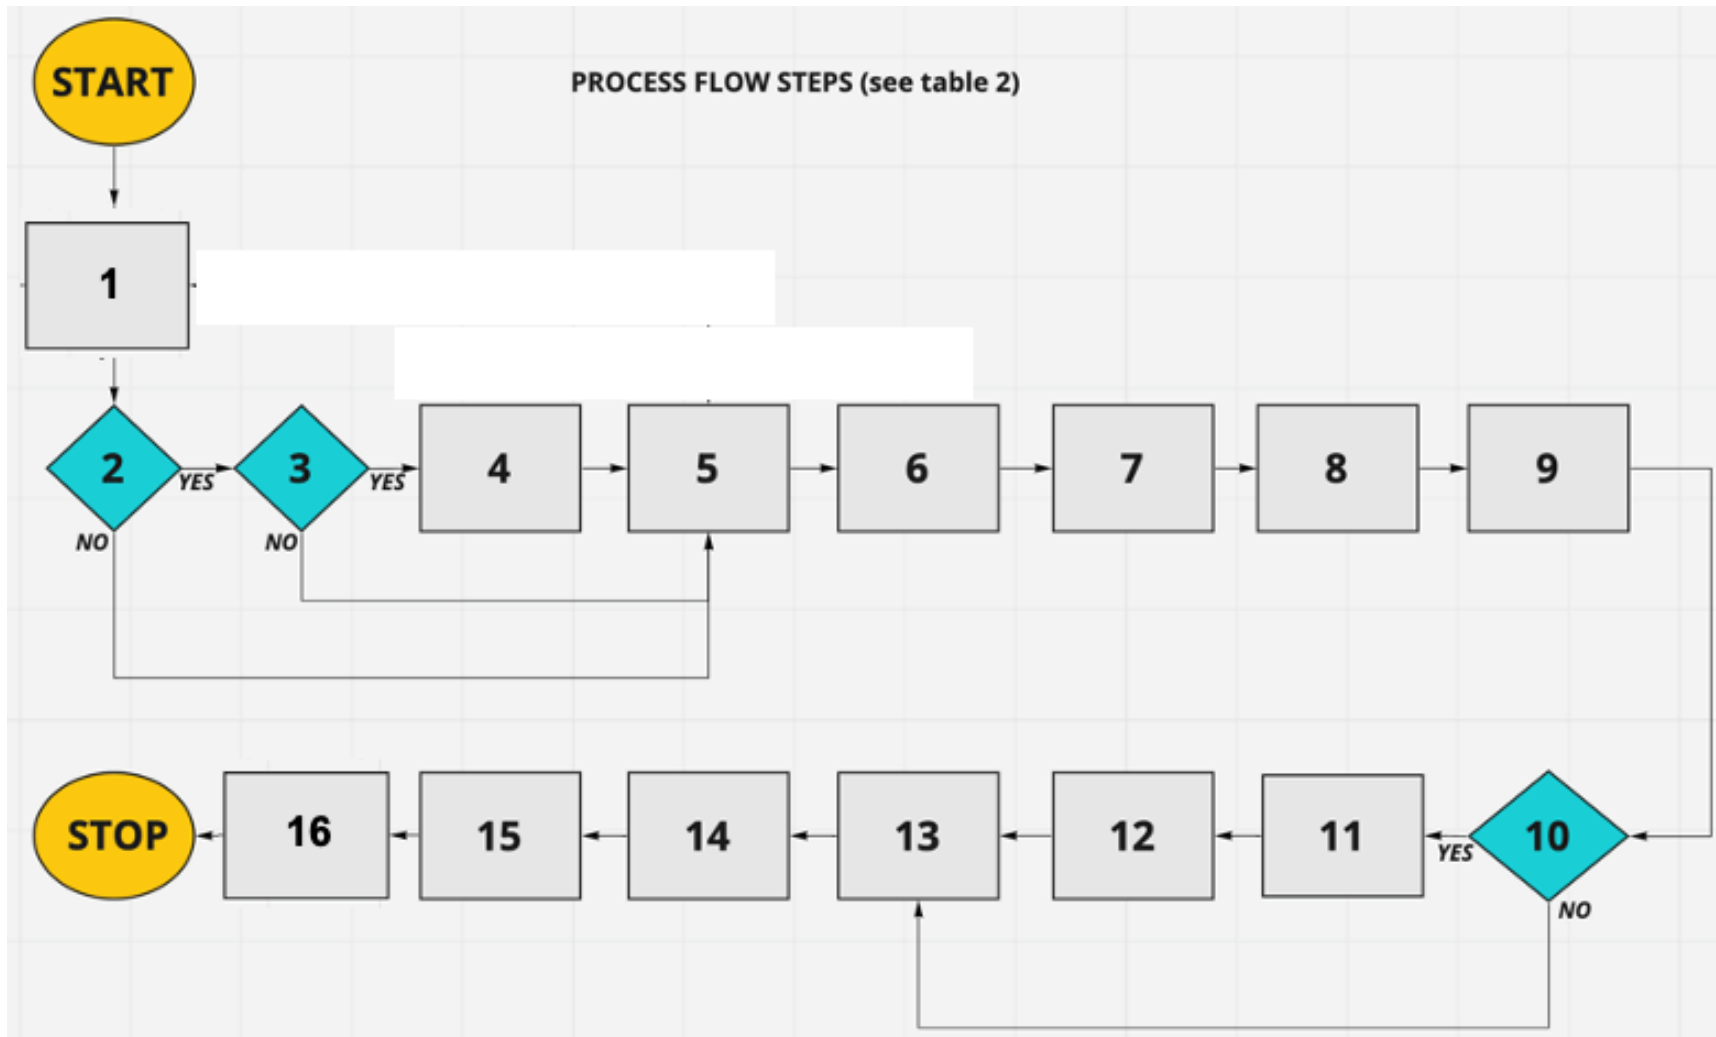 START
PROCESS FLOW STEPS (see table 2)
1
2
YES
3
YES
4
5
6
7
8
9
NO
NO
STOP
16
15
14
13
12
11
YES
10
NO